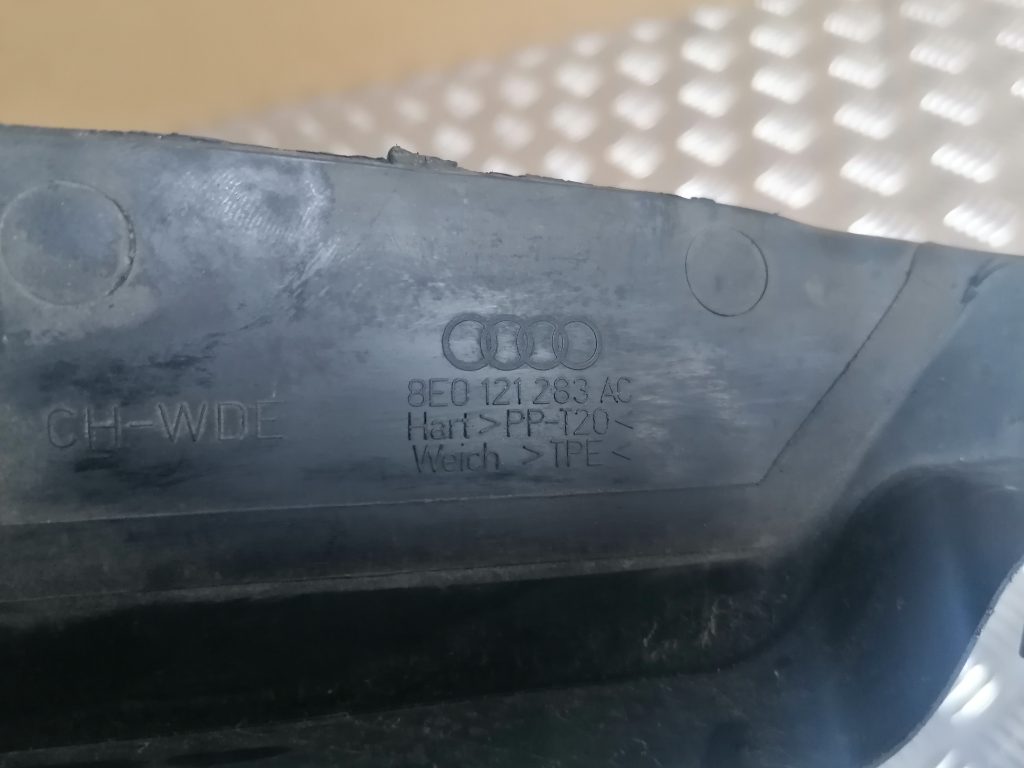 8E0 121 283 AC
CH-WDE
Hart >PP-T20<
Weich >TPE<